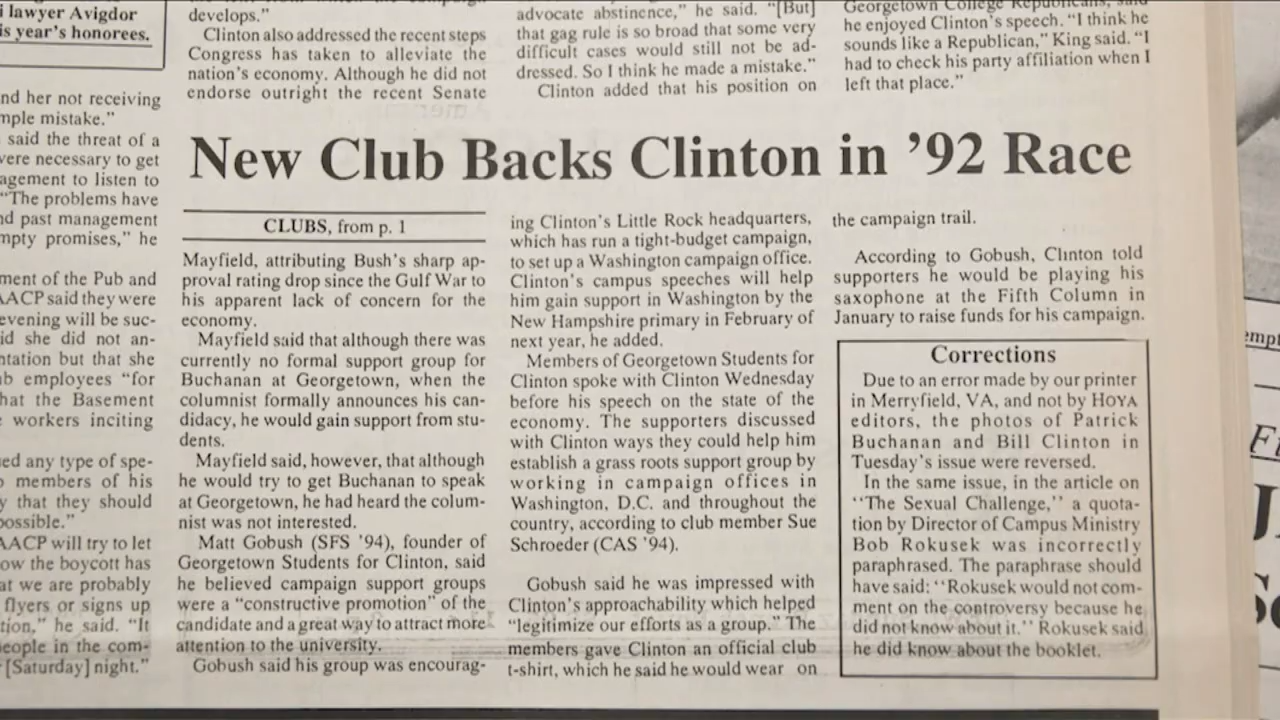 lawyer Avigdor
is year's honorees.
nd her not receiving
mple mistake."
said the threat of a
vere necessary to get
agement to listen to
"The problems have
nd past management
mpty promises," he
ment of the Pub and
AACP said they were
evening will be suc-
id she did not an-
ntation but that she
ub employees "for
hat the Basement
workers inciting
ed any type of spe-
members of his
y that they should
possible."
AACP will try to let
ow the boycott has
at we are probably
flyers or signs up
tion," he said. "It
eople in the com-
[Saturday] night."
develops."
Clinton also addressed the recent steps
Congress has taken to alleviate the
nation's economy. Although he did not
endorse outright the recent Senate
advocate abstinence," he said. "[But]
that gag rule is so broad that some very
difficult cases would still not be ad-
dressed. So I think he made a mistake."
Clinton added that his position on
Georgetown College Republicans, said
he enjoyed Clinton's speech. "I think he
sounds like a Republican," King said. "I
had to check his party affiliation when I
left that place."
New Club Backs Clinton in '92 Race
CLUBS, from p. 1
Mayfield, attributing Bush's sharp ap-
proval rating drop since the Gulf War to
his apparent lack of concern for the
economy.
Mayfield said that although there was
currently no formal support group for
Buchanan at Georgetown, when the
columnist formally announces his can-
didacy, he would gain support from stu-
dents.
Mayfield said, however, that although
he would try to get Buchanan to speak
at Georgetown, he had heard the colum-
nist was not interested.
Matt Gobush (SFS '94), founder of
Georgetown Students for Clinton, said
he believed campaign support groups
were a "constructive promotion" of the
candidate and a great way to attract more
attention to the university.
Gobush said his group was encourag-
ing Clinton's Little Rock headquarters,
which has run a tight-budget campaign,
to set up a Washington campaign office.
Clinton's campus speeches will help
him gain support in Washington by the
New Hampshire primary in February of
next year, he added.
Members of Georgetown Students for
Clinton spoke with Clinton Wednesday
before his speech on the state of the
economy. The supporters discussed
with Clinton ways they could help him
establish a grass roots support group by
working in campaign offices in
Washington, D.C. and throughout the
country, according to club member Sue
Schroeder (CAS '94).
Gobush said he was impressed with
Clinton's approachability which helped
"legitimize our efforts as a group." The
members gave Clinton an official club
t-shirt, which he said he would wear on
the campaign trail.
According to Gobush, Clinton told
supporters he would be playing his
saxophone at the Fifth Column in
January to raise funds for his campaign.
Corrections
Due to an error made by our printer
in Merryfield, VA, and not by HOYA
editors, the photos of Patrick
Buchanan and Bill Clinton in
Tuesday's issue were reversed.
In the same issue, in the article on
"The Sexual Challenge," a quota-
tion by Director of Campus Ministry
Bob Rokusek was incorrectly
paraphrased. The paraphrase should
have said: "Rokusek would not com-
ment on the controversy because he
did not know about it." Rokusek said
he did know about the booklet.